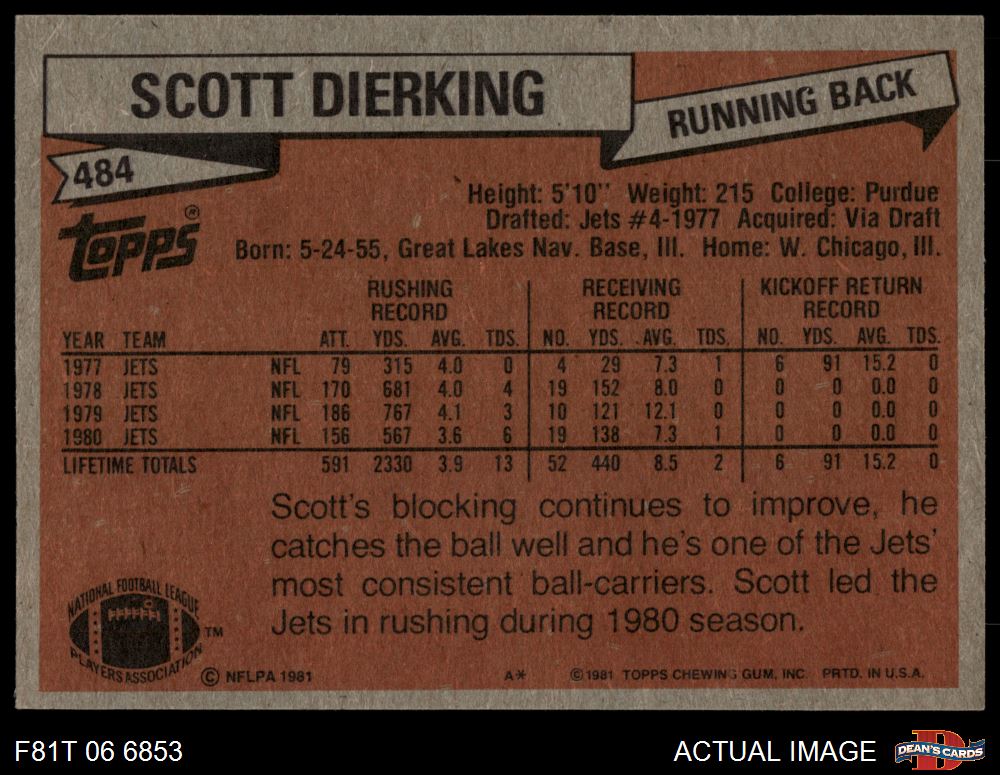 SCOTT DIERKING
RUNNING BACK
484
TOPPS®
Height: 5'10" Weight: 215 College: Purdue
Drafted: Jets #4-1977 Acquired: Via Draft
Born: 5-24-55, Great Lakes Nav. Base, Ill. Home: W. Chicago, Ill.
RUSHING RECORD RECEIVING RECORD KICKOFF RETURN RECORD
YEAR TEAM ATT. YDS. AVG. TDS. NO. YDS. AVG. TDS. NO. YDS. AVG. TDS.
1977 JETS NFL 79 315 4.0 0 4 29 7.3 1 6 91 15.2 0
1978 JETS NFL 170 681 4.0 4 19 152 8.0 0 0 0 0.0 0
1979 JETS NFL 186 767 4.1 3 10 121 12.1 0 0 0 0.0 0
1980 JETS NFL 156 567 3.6 6 19 138 7.3 1 0 0 0.0 0
LIFETIME TOTALS 591 2330 3.9 13 52 440 8.5 2 6 91 15.2 0
Scott's blocking continues to improve, he
catches the ball well and he's one of the Jets'
most consistent ball-carriers. Scott led the
Jets in rushing during 1980 season.
NATIONAL FOOTBALL LEAGUE
PLAYERS ASSOCIATION
TM
© NFLPA 1981 A* ©1981 TOPPS CHEWING GUM, INC. PRTD. IN U.S.A.
F81T 06 6853
ACTUAL IMAGE
D
DEAN'S CARDS